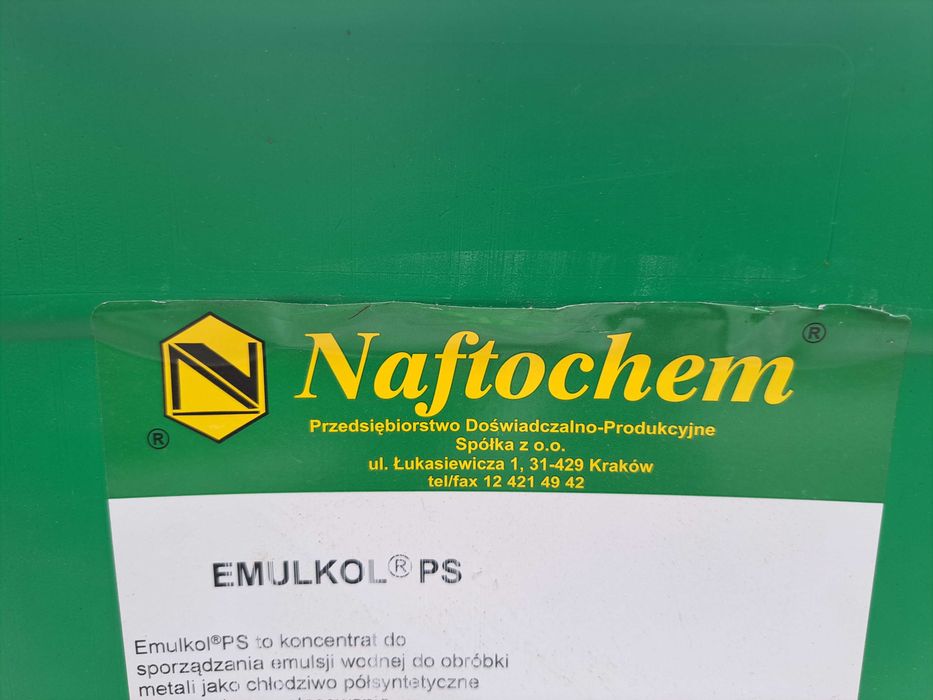 N
®
Naftochem ®
Przedsiębiorstwo Doświadczalno-Produkcyjne
Spółka z o.o.
ul. Łukasiewicza 1, 31-429 Kraków
tel/fax 12 421 49 42
EMULKOL® PS
Emulkol®PS to koncentrat do
sporządzania emulsji wodnej do obróbki
metali jako chłodziwo półsyntetyczne